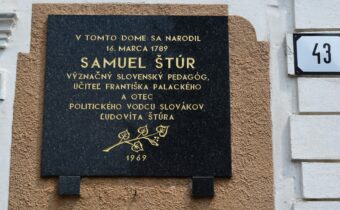 V TOMTO DOME SA NARODIL
16. MARCA 1789
SAMUEL ŠTÚR
VÝZNAČNÝ SLOVENSKÝ PEDAGÓG,
UČITEĽ FRANTIŠKA PALACKÉHO
A OTEC
POLITICKÉHO VODCU SLOVÁKOV
ĽUDOVÍTA ŠTÚRA
1969
43